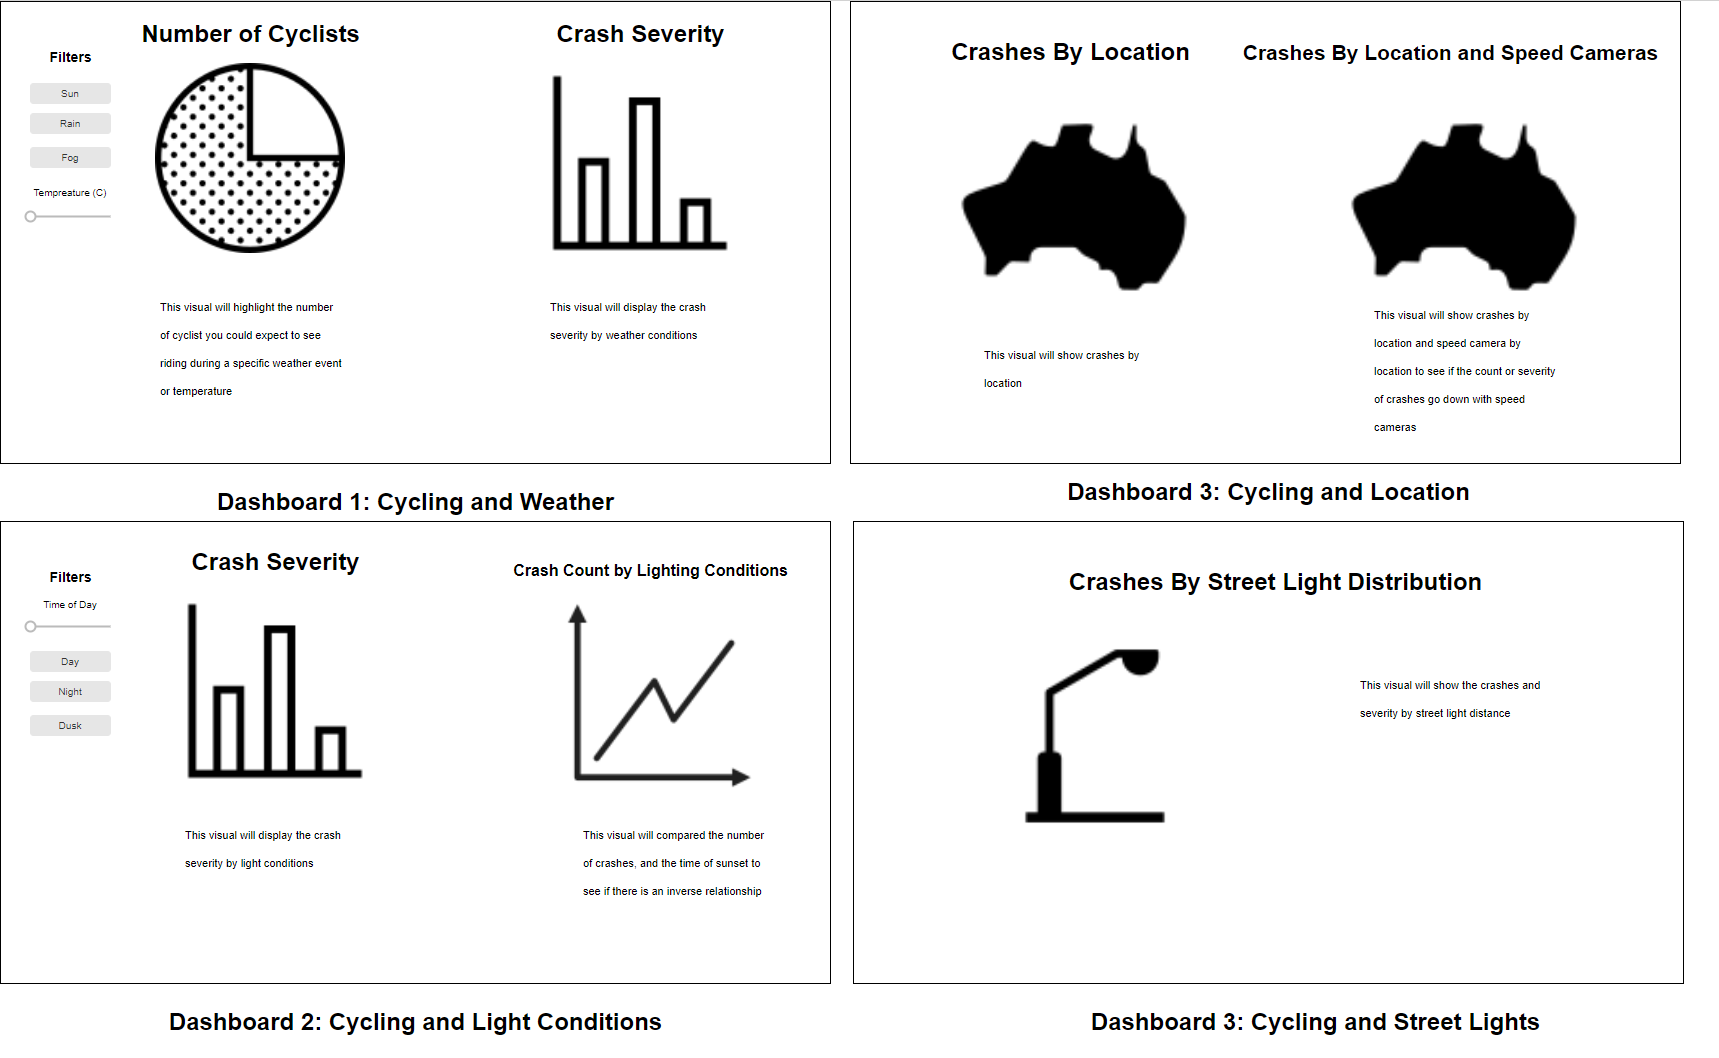 Number of Cyclists
Crash Severity
Filters
Sun
Rain
Fog
Tempreature (C)
This visual will highlight the number
of cyclist you could expect to see
riding during a specific weather event
or temperature
This visual will display the crash
severity by weather conditions
Dashboard 1: Cycling and Weather
Crashes By Location
Crashes By Location and Speed Cameras
This visual will show crashes by
location
This visual will show crashes by
location and speed camera by
location to see if the count or severity
of crashes go down with speed
cameras
Dashboard 3: Cycling and Location
Filters
Time of Day
Day
Night
Dusk
Crash Severity
Crash Count by Lighting Conditions
This visual will display the crash
severity by light conditions
This visual will compared the number
of crashes, and the time of sunset to
see if there is an inverse relationship
Dashboard 2: Cycling and Light Conditions
Crashes By Street Light Distribution
This visual will show the crashes and
severity by street light distance
Dashboard 3: Cycling and Street Lights